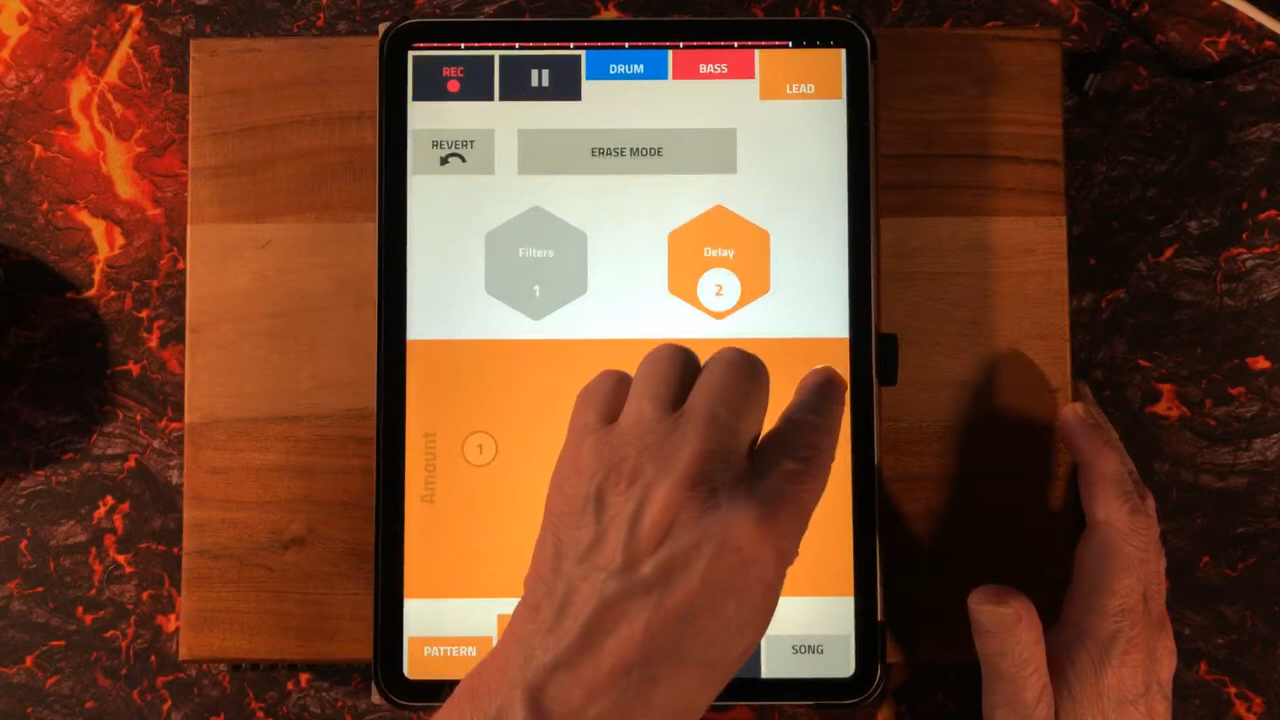 REC
DRUM
BASS
LEAD
REVERT
ERASE MODE
Filters
Delay
1
2
Amount
1
PATTERN
SONG